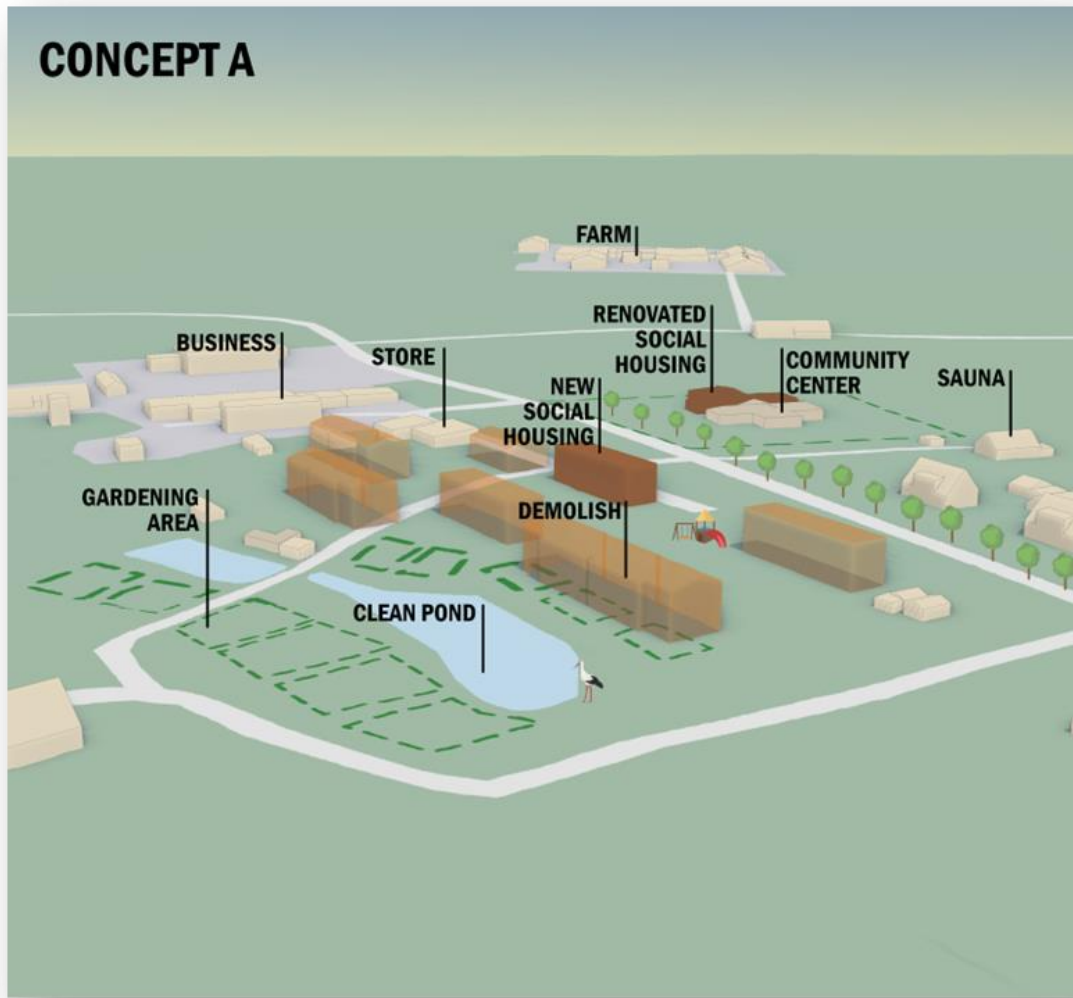 CONCEPT A
FARM
RENOVATED
SOCIAL
HOUSING
BUSINESS
STORE
COMMUNITY
CENTER
SAUNA
NEW
SOCIAL
HOUSING
GARDENING
AREA
DEMOLISH
CLEAN POND